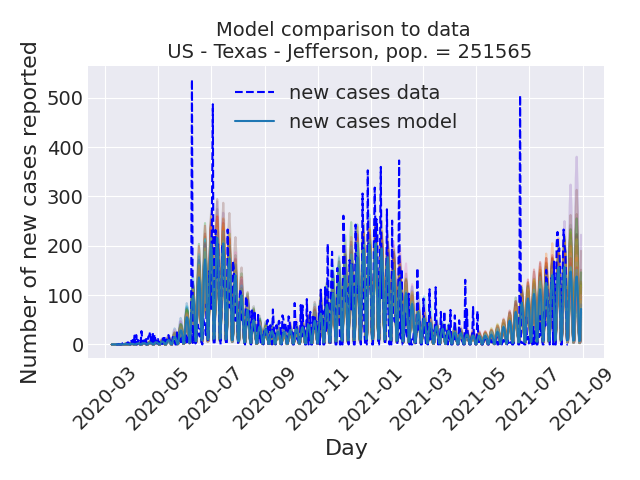 Model comparison to data
US - Texas - Jefferson, pop. = 251565
Number of new cases reported
500
400
300
200
100
0
new cases data
new cases model
2020-03
2020-05
2020-07
2020-09
2020-11
2021-01
2021-03
2021-05
2021-07
2021-09
Day